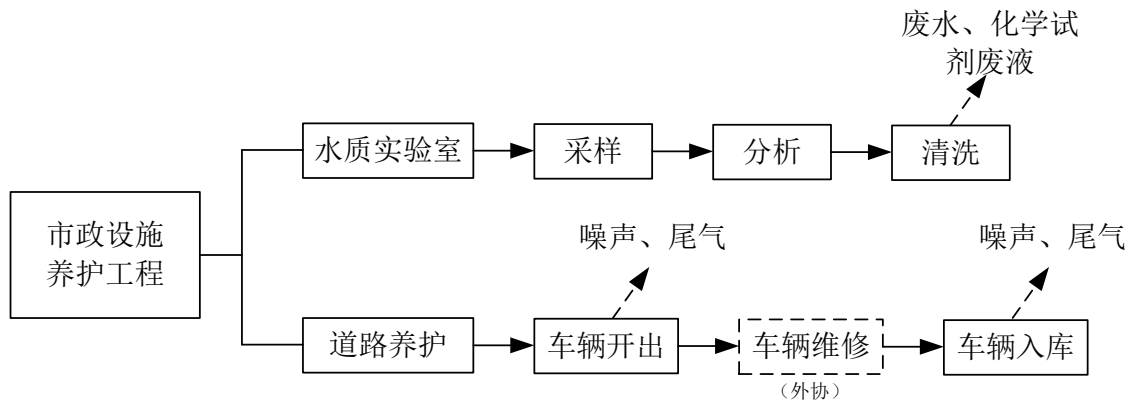 废水、化学试
剂废液
水质实验室
采样
分析
清洗
市政设施
养护工程
噪声、尾气
噪声、尾气
道路养护
车辆开出
车辆维修
车辆入库
（外协）